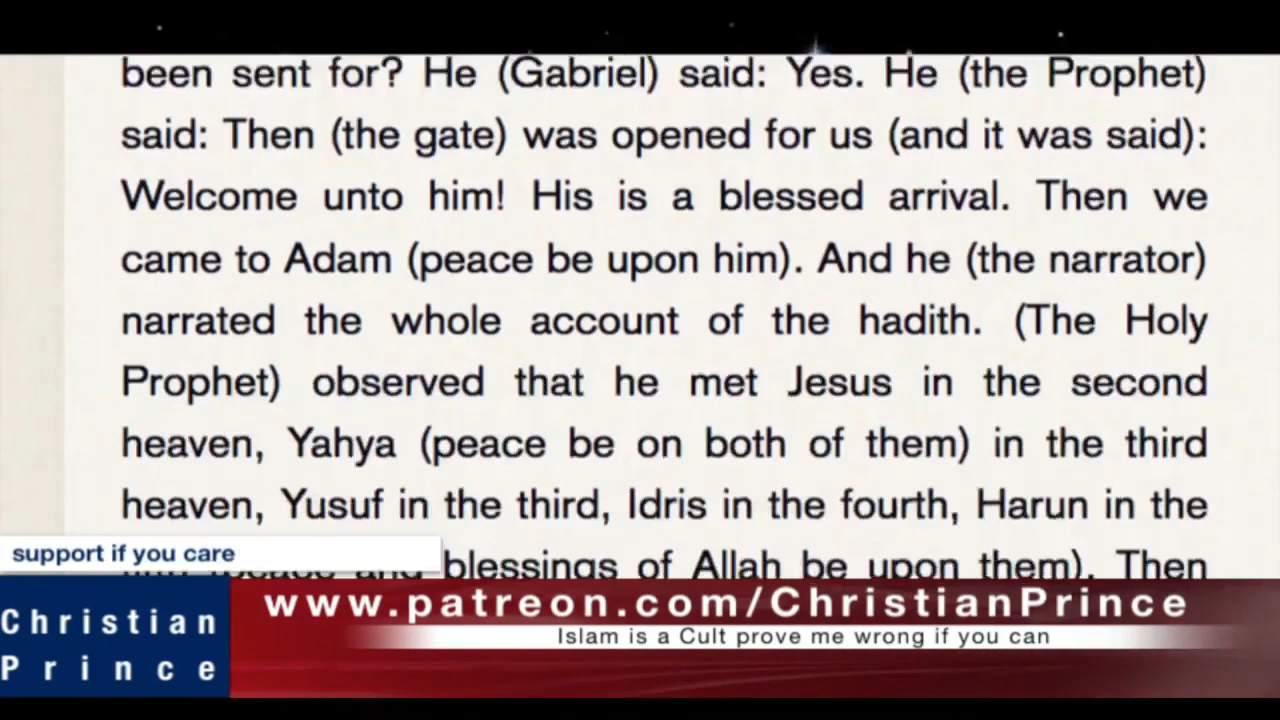 been sent for? He (Gabriel) said: Yes. He (the Prophet)
said: Then (the gate) was opened for us (and it was said):
Welcome unto him! His is a blessed arrival. Then we
came to Adam (peace be upon him). And he (the narrator)
narrated the whole account of the hadith. (The Holy
Prophet) observed that he met Jesus in the second
heaven, Yahya (peace be on both of them) in the third
heaven, Yusuf in the third, Idris in the fourth, Harun in the
blessings of Allah be upon them). Then
support if you care
Christian
Prince
www.patreon.com/ChristianPrince
Islam is a Cult prove me wrong if you can